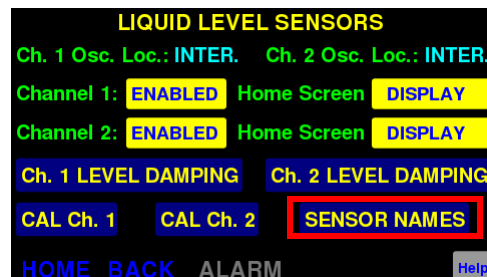 LIQUID LEVEL SENSORS
Ch. 1 Osc. Loc.: INTER. Ch. 2 Osc. Loc.: INTER.
Channel 1: ENABLED Home Screen DISPLAY
Channel 2: ENABLED Home Screen DISPLAY
Ch. 1 LEVEL DAMPING Ch. 2 LEVEL DAMPING
CAL Ch. 1 CAL Ch. 2 SENSOR NAMES
HOME BACK ALARM Help